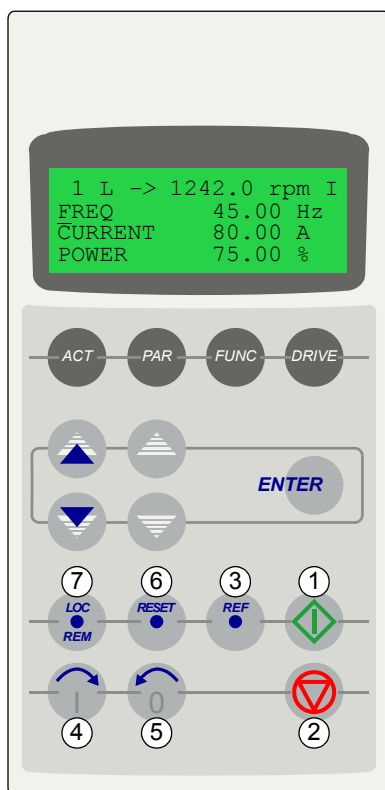 1 L -> 1242.0 rpm I
FREQ 45.00 Hz
CURRENT 80.00 A
POWER 75.00 %
ACT PAR FUNC DRIVE
ENTER
7 6 3 1
LOC RESET REF
REM
I 0
4 5 2